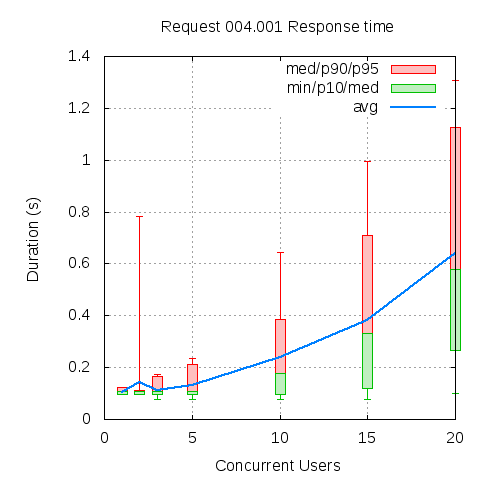 Request 004.001 Response time
1.4
1.2
1
0.8
0.6
0.4
0.2
0
Duration (s)
med/p90/p95
min/p10/med
avg
0 5 10 15 20
Concurrent Users